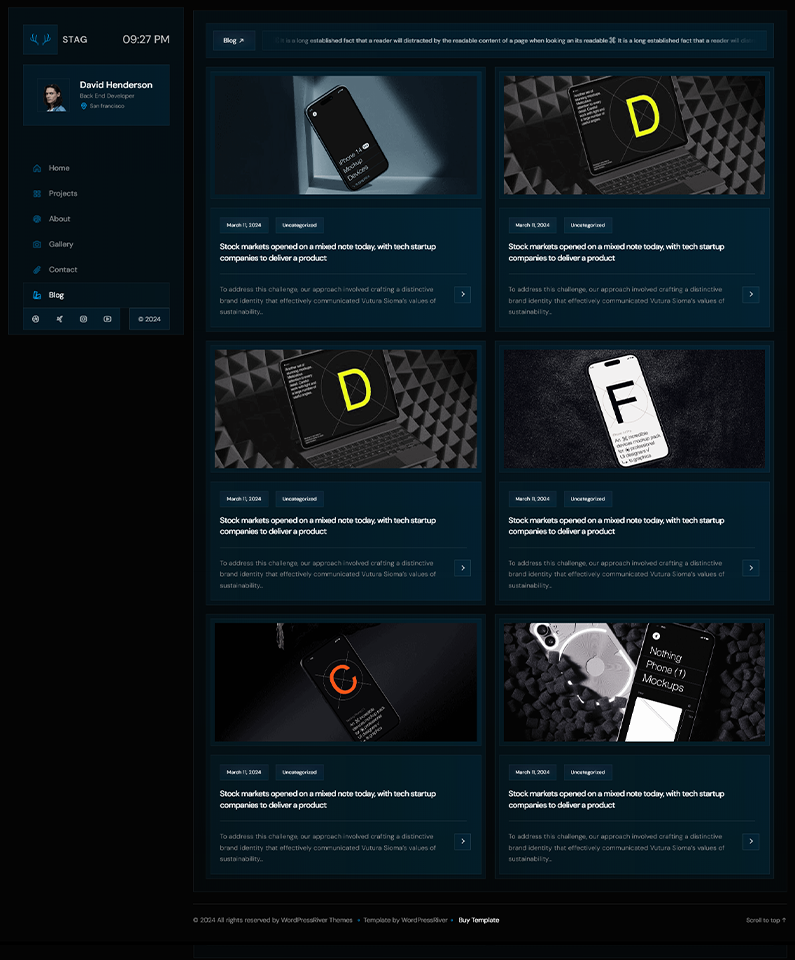 STAG
09:27 PM
David Henderson
Back End Developer
San francisco
Home
Projects
About
Gallery
Contact
Blog
© 2024
Blog ↗
is a long established fact that a reader will distracted by the readable content of a page when looking an its readable ⌘ It is a long established fact that a reader will
iPhone 14
Mockup
Devices
March 11, 2024
Uncategorized
Stock markets opened on a mixed note today, with tech startup
companies to deliver a product
To address this challenge, our approach involved crafting a distinctive
brand identity that effectively communicated Vutura Sioma's values of
sustainability...
D
March 11, 2024
Uncategorized
Stock markets opened on a mixed note today, with tech startup
companies to deliver a product
To address this challenge, our approach involved crafting a distinctive
brand identity that effectively communicated Vutura Sioma's values of
sustainability...
D
March 11, 2024
Uncategorized
Stock markets opened on a mixed note today, with tech startup
companies to deliver a product
To address this challenge, our approach involved crafting a distinctive
brand identity that effectively communicated Vutura Sioma's values of
sustainability...
F
An ⌘ incredible
devices mockup pack
for professional
UI designers /
March 11, 2024
Uncategorized
Stock markets opened on a mixed note today, with tech startup
companies to deliver a product
To address this challenge, our approach involved crafting a distinctive
brand identity that effectively communicated Vutura Sioma's values of
sustainability...
C
March 11, 2024
Uncategorized
Stock markets opened on a mixed note today, with tech startup
companies to deliver a product
To address this challenge, our approach involved crafting a distinctive
brand identity that effectively communicated Vutura Sioma's values of
sustainability...
Nothing
Phone (1)
Mockups
March 11, 2024
Uncategorized
Stock markets opened on a mixed note today, with tech startup
companies to deliver a product
To address this challenge, our approach involved crafting a distinctive
brand identity that effectively communicated Vutura Sioma's values of
sustainability...
© 2024 All rights reserved by WordPressRiver Themes • Template by WordPressRiver • Buy Template
Scroll to top ↑